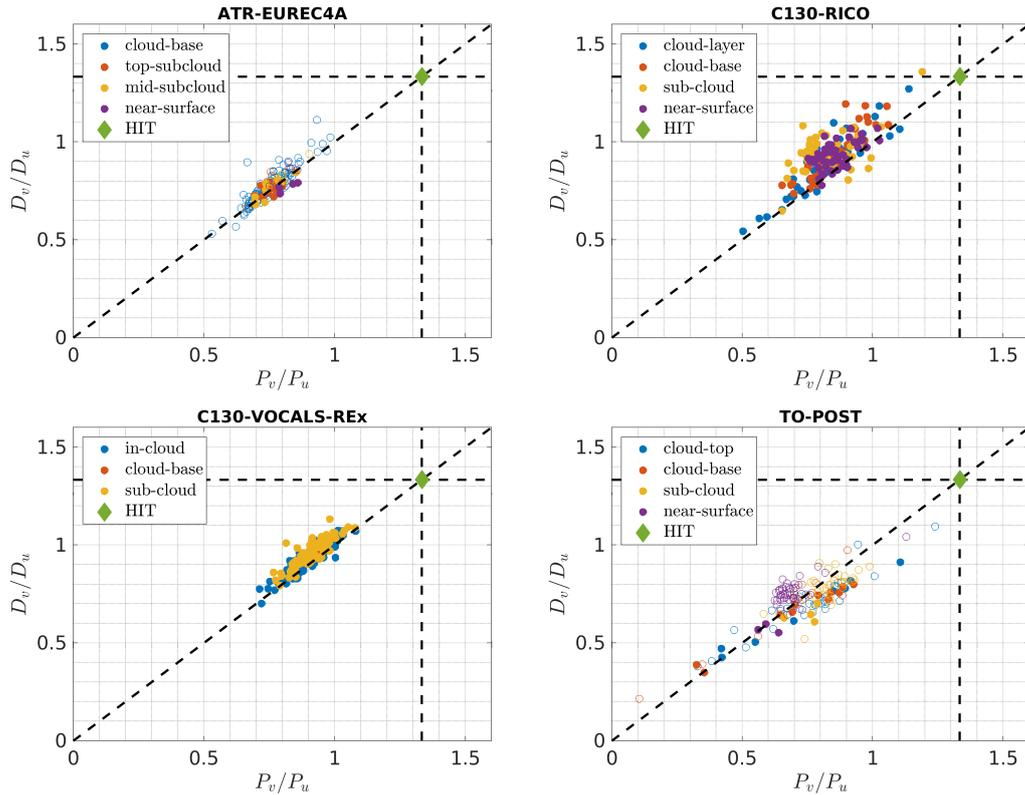 ATR-EUREC4A
1.5
1
0.5
0
cloud-base
top-subcloud
mid-subcloud
near-surface
HIT
D_v/D_u
0 0.5 1 1.5
P_v/P_u
C130-RICO
1.5
1
0.5
0
cloud-layer
cloud-base
sub-cloud
near-surface
HIT
D_v/D_u
0 0.5 1 1.5
P_v/P_u
C130-VOCALS-REx
1.5
1
0.5
0
in-cloud
cloud-base
sub-cloud
HIT
D_v/D_u
0 0.5 1 1.5
P_v/P_u
TO-POST
1.5
1
0.5
0
cloud-top
cloud-base
sub-cloud
near-surface
HIT
D_v/D_u
0 0.5 1 1.5
P_v/P_u